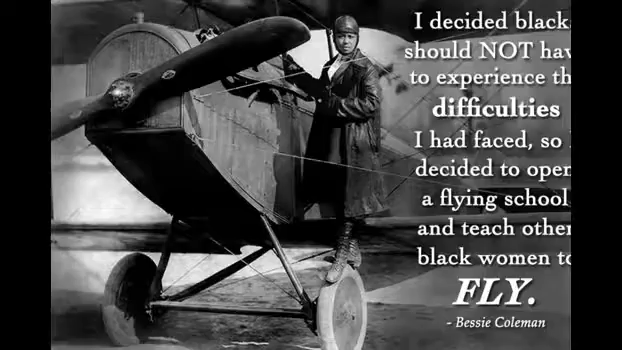 I decided black
should NOT hav
to experience th
difficulties
I had faced, so
decided to open
a flying school
and teach other
black women to
FLY.
- Bessie Coleman